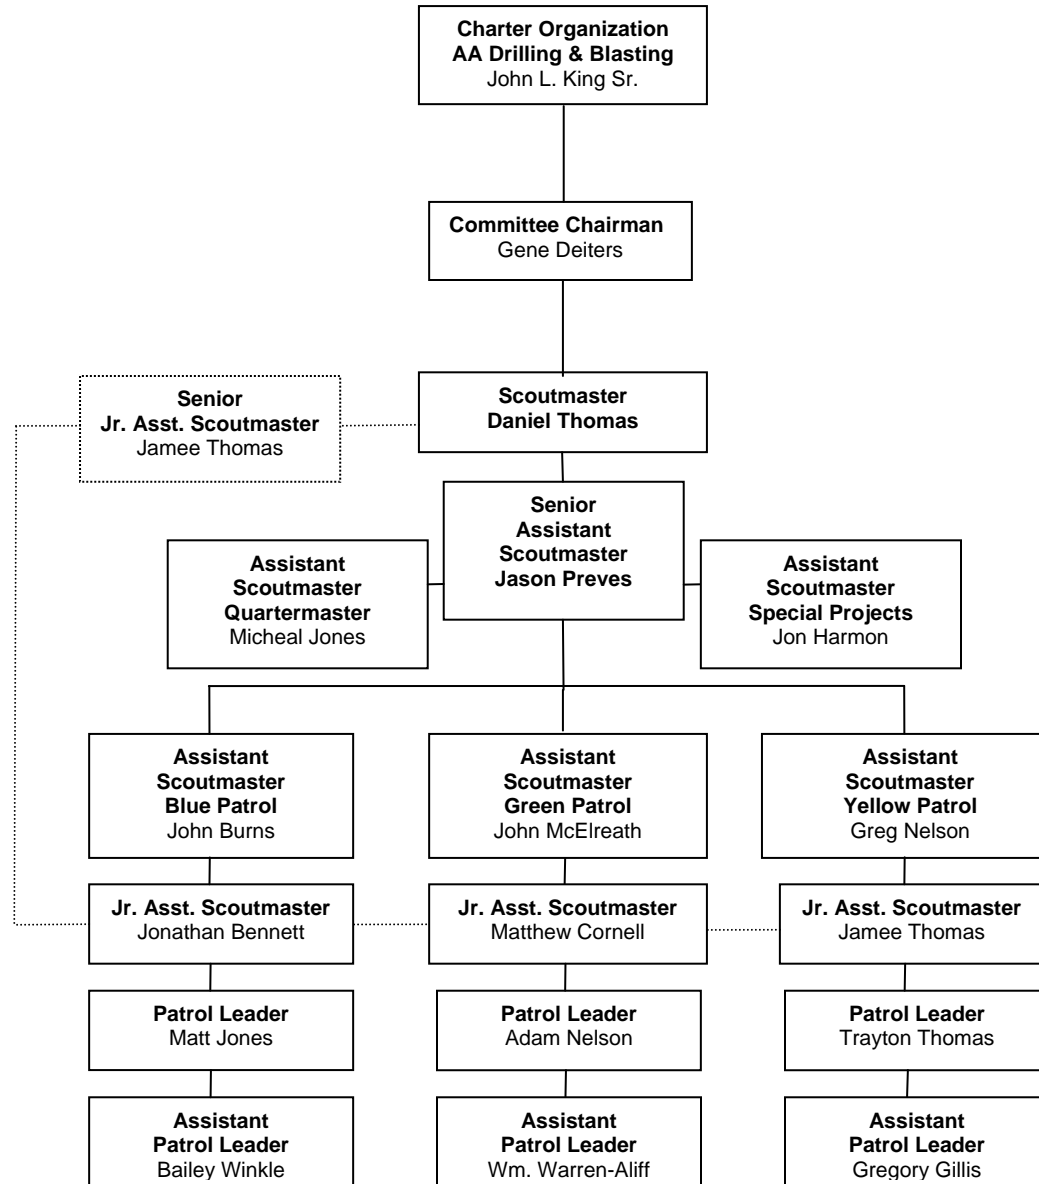 Charter Organization
AA Drilling & Blasting
John L. King Sr.
Committee Chairman
Gene Deiters
Senior
Jr. Asst. Scoutmaster
Jamee Thomas
Scoutmaster
Daniel Thomas
Senior
Assistant
Scoutmaster
Jason Preves
Assistant
Scoutmaster
Quartermaster
Micheal Jones
Assistant
Scoutmaster
Special Projects
Jon Harmon
Assistant
Scoutmaster
Blue Patrol
John Burns
Assistant
Scoutmaster
Green Patrol
John McElreath
Assistant
Scoutmaster
Yellow Patrol
Greg Nelson
Jr. Asst. Scoutmaster
Jonathan Bennett
Jr. Asst. Scoutmaster
Matthew Cornell
Jr. Asst. Scoutmaster
Jamee Thomas
Patrol Leader
Matt Jones
Patrol Leader
Adam Nelson
Patrol Leader
Trayton Thomas
Assistant
Patrol Leader
Bailey Winkle
Assistant
Patrol Leader
Wm. Warren-Aliff
Assistant
Patrol Leader
Gregory Gillis